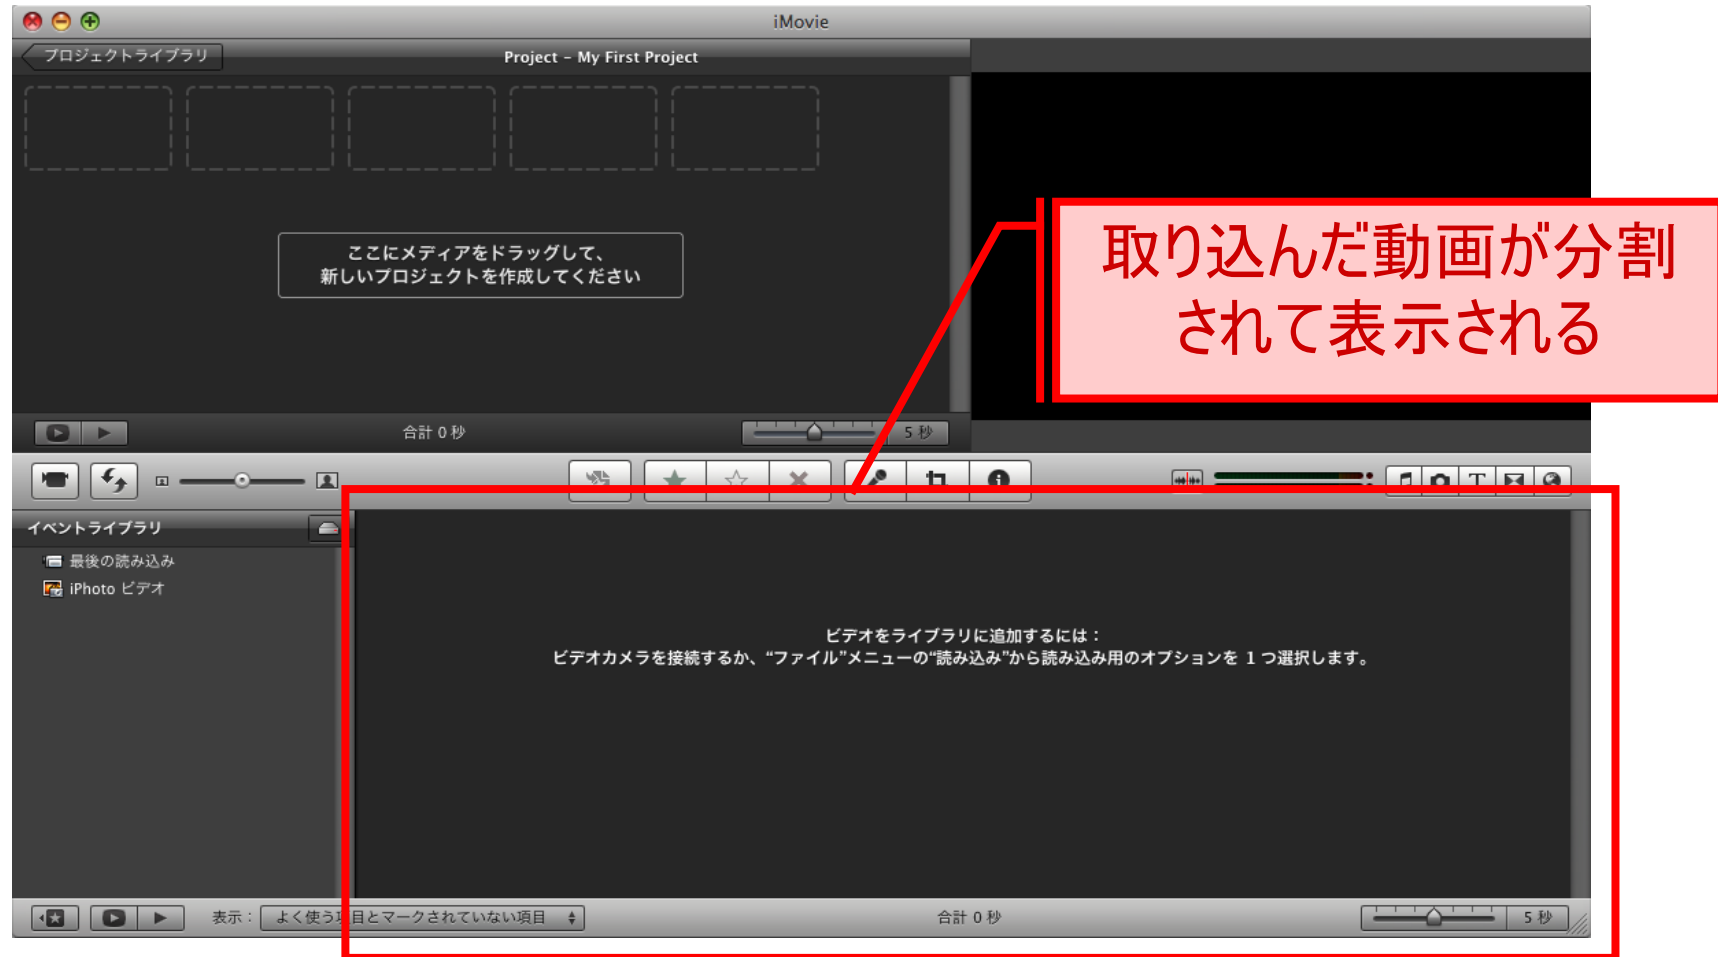 iMovie
プロジェクトライブラリ
Project – My First Project
取り込んだ動画が分割
されて表示される
ここにメディアをドラッグして、
新しいプロジェクトを作成してください
合計 0 秒
5 秒
イベントライブラリ
最後の読み込み
iPhoto ビデオ
ビデオをライブラリに追加するには：
ビデオカメラを接続するか、“ファイル”メニューの“読み込み”から読み込み用のオプションを 1 つ選択します。
表示：
よく使う項目とマークされていない項目
合計 0 秒
5 秒